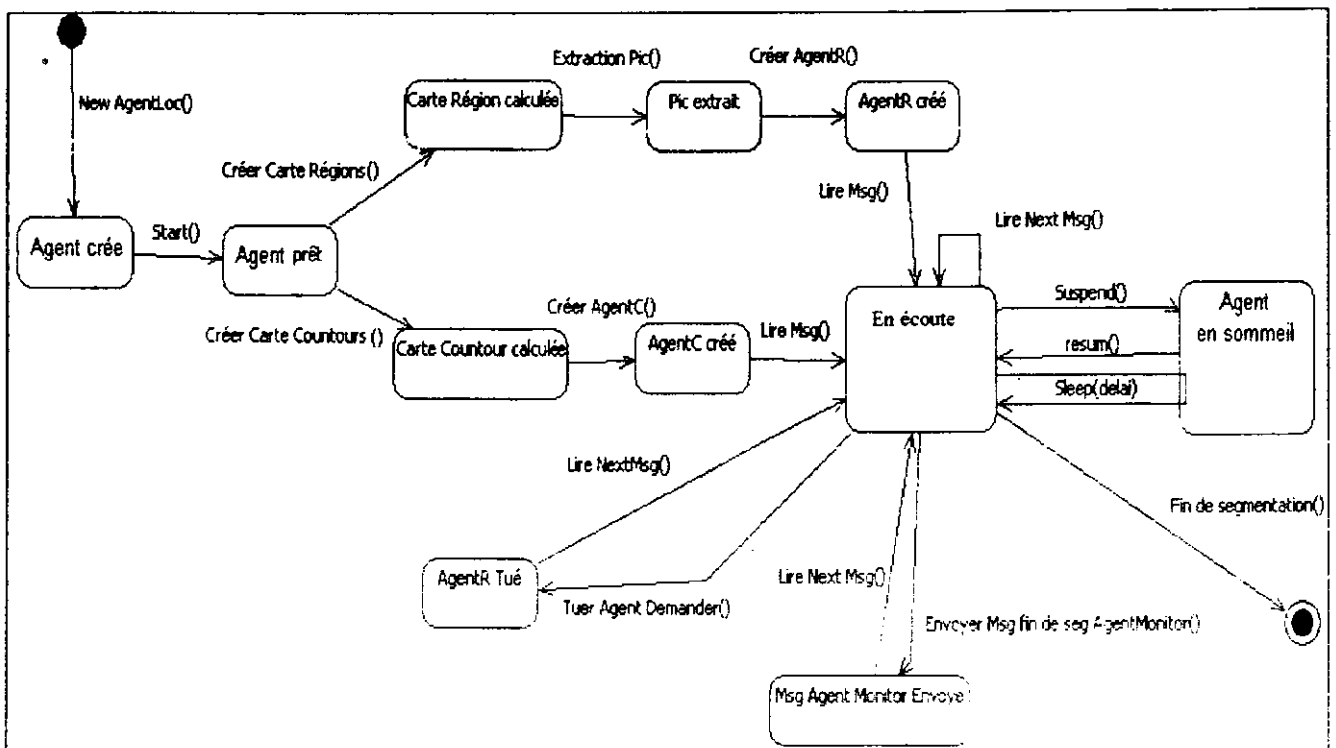 Extraction Pic()
Créer AgentR()
New AgentLoc()
Carte Région calculée
Pic extrait
AgentR créé
Créer Carte Régions()
Lire Msg()
Lire Next Msg()
Start()
Agent crée
Agent prêt
Créer AgentC()
Suspend()
Agent
en sommeil
En écoute
Créer Carte Countours ()
Lire Msg()
Carte Countour calculée
AgentC créé
resum()
Sleep(delai)
Lire NextMsg()
Fin de segmentation()
AgentR Tué
Lire Next Msg()
Tuer Agent Demander()
Envoyer Msg fin de seg AgentMonitor()
Msg Agent Monitor Envoye